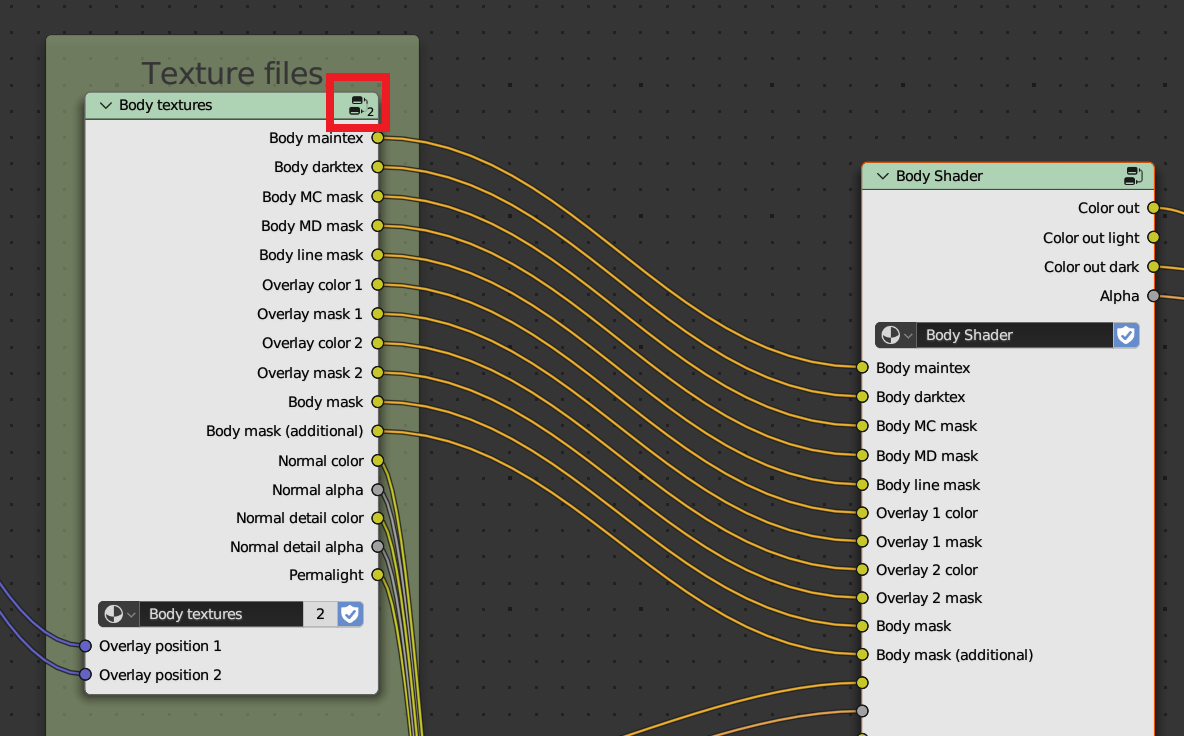 Texture files
Body textures
2
Body maintex
Body darktex
Body MC mask
Body MD mask
Body line mask
Overlay color 1
Overlay mask 1
Overlay color 2
Overlay mask 2
Body mask
Body mask (additional)
Normal color
Normal alpha
Normal detail color
Normal detail alpha
Permalight
Body textures 2
Overlay position 1
Overlay position 2
Body Shader
Color out
Color out light
Color out dark
Alpha
Body Shader
Body maintex
Body darktex
Body MC mask
Body MD mask
Body line mask
Overlay 1 color
Overlay 1 mask
Overlay 2 color
Overlay 2 mask
Body mask
Body mask (additional)